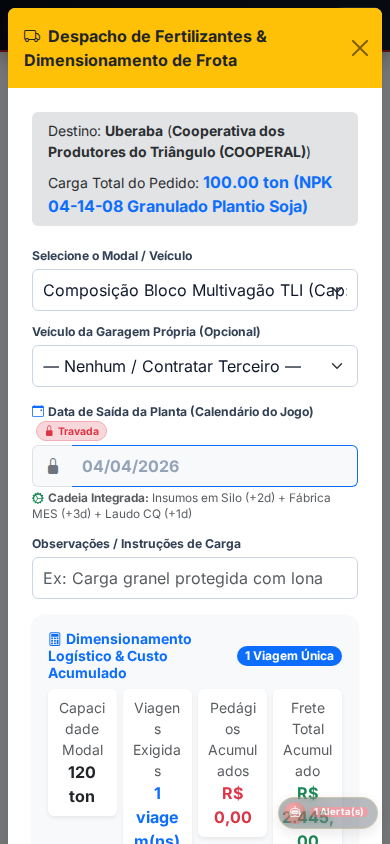 Despacho de Fertilizantes &
Dimensionamento de Frota
Destino: Uberaba (Cooperativa dos
Produtores do Triângulo (COOPERAL))
Carga Total do Pedido: 100.00 ton (NPK
04-14-08 Granulado Plantio Soja)
Selecione o Modal / Veículo
Composição Bloco Multivagão TLI (Cap:
Veículo da Garagem Própria (Opcional)
— Nenhum / Contratar Terceiro —
Data de Saída da Planta (Calendário do Jogo)
Travada
04/04/2026
Cadeia Integrada: Insumos em Silo (+2d) + Fábrica
MES (+3d) + Laudo CQ (+1d)
Observações / Instruções de Carga
Ex: Carga granel protegida com lona
Dimensionamento
Logístico & Custo
Acumulado
1 Viagem Única
Capaci
dade
Modal
120
ton
Viagen
s
Exigida
s
1
viage
m(ns)
Pedági
os
Acumul
ados
R$
0,00
Frete
Total
Acumul
ado
R$
2.445,
00
1 Alerta(s)